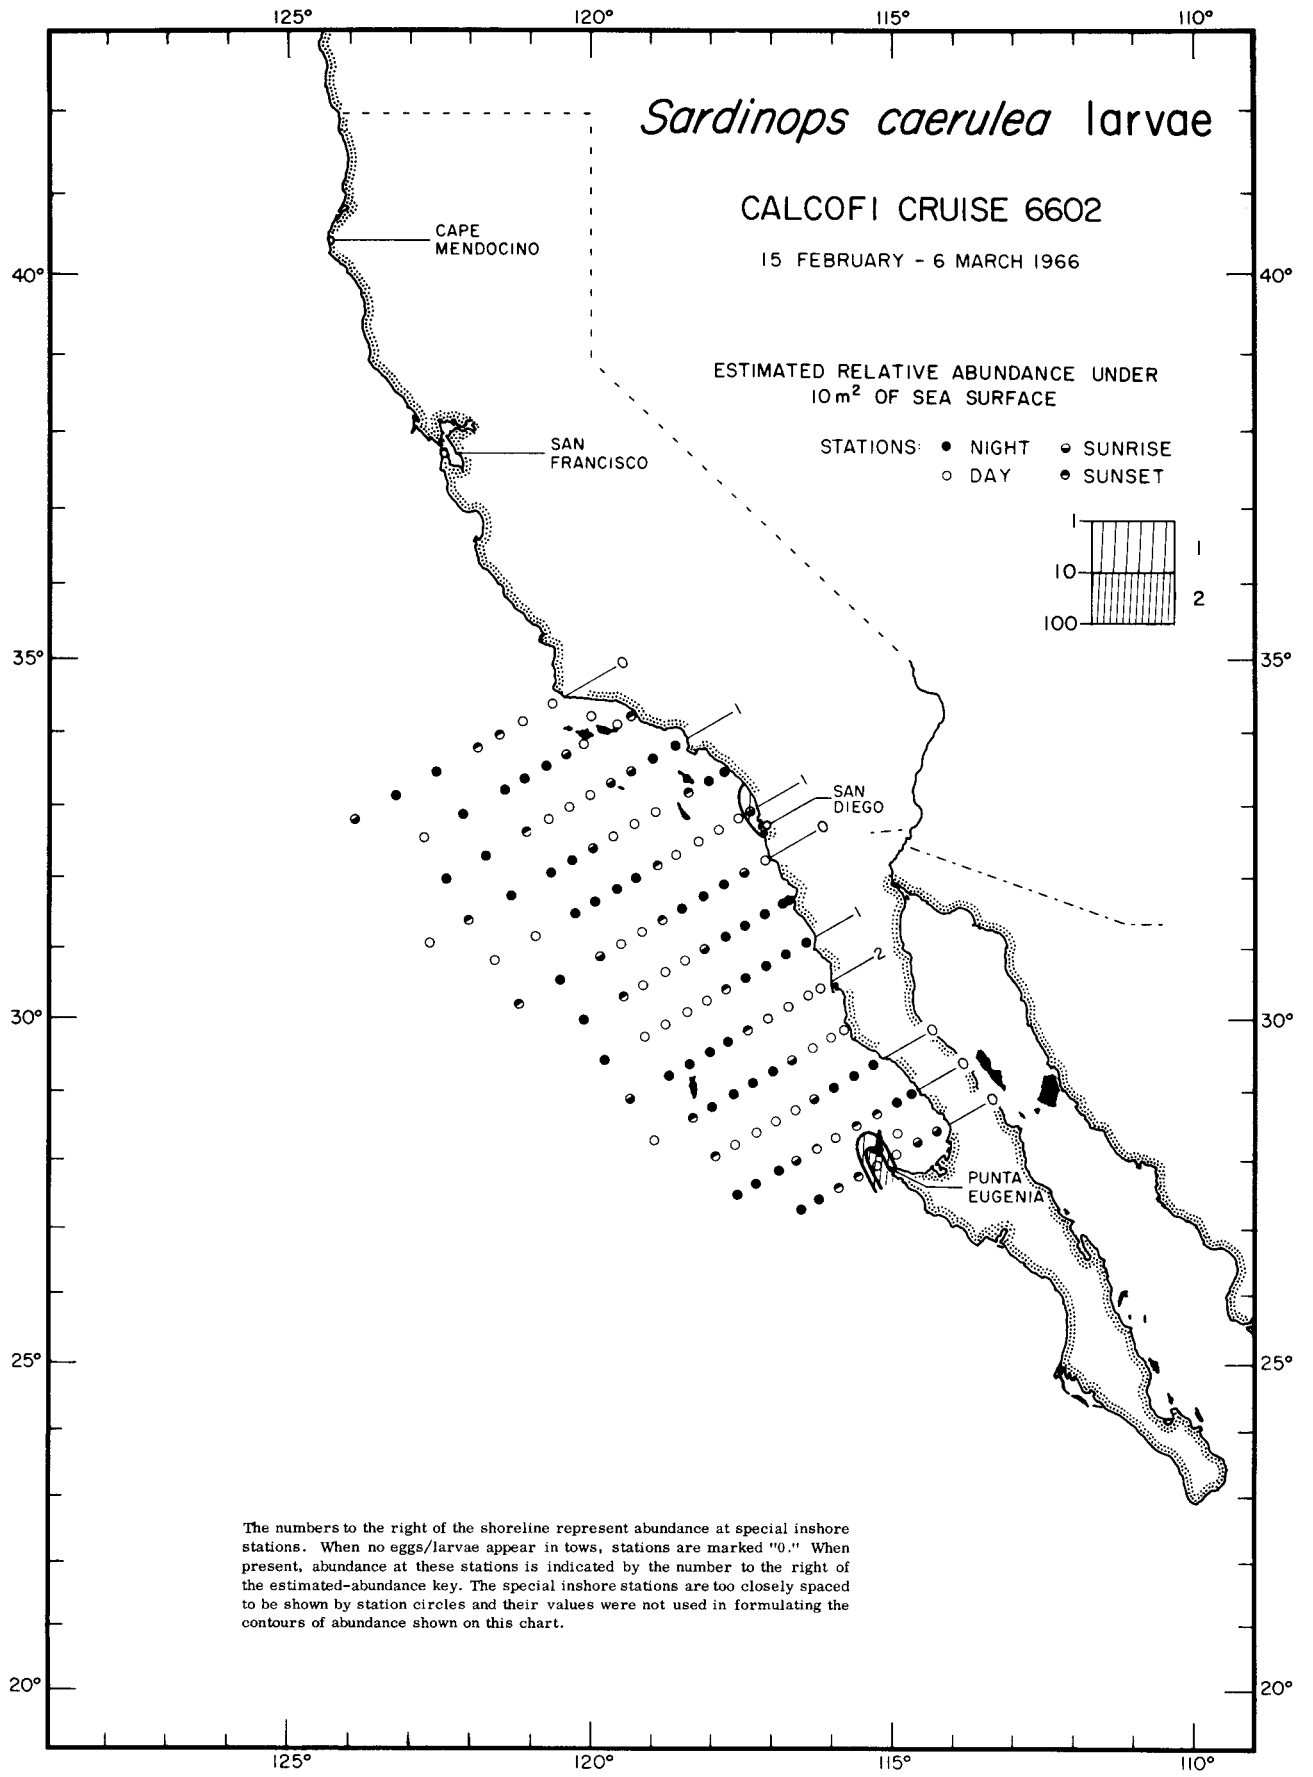 125° 120° 115° 110°
Sardinops caerulea larvae
CALCOFI CRUISE 6602
15 FEBRUARY - 6 MARCH 1966
CAPE
MENDOCINO
40° 40°
ESTIMATED RELATIVE ABUNDANCE UNDER
10m² OF SEA SURFACE
STATIONS: NIGHT SUNRISE
DAY SUNSET
SAN
FRANCISCO
1
1
10
2
100
35° 35°
0
1
1
SAN
DIEGO
0
1
2
30° 30°
0
0
0
PUNTA
EUGENIA
25° 25°
The numbers to the right of the shoreline represent abundance at special inshore
stations. When no eggs/larvae appear in tows, stations are marked "0." When
present, abundance at these stations is indicated by the number to the right of
the estimated-abundance key. The special inshore stations are too closely spaced
to be shown by station circles and their values were not used in formulating the
contours of abundance shown on this chart.
20° 20°
125° 120° 115° 110°